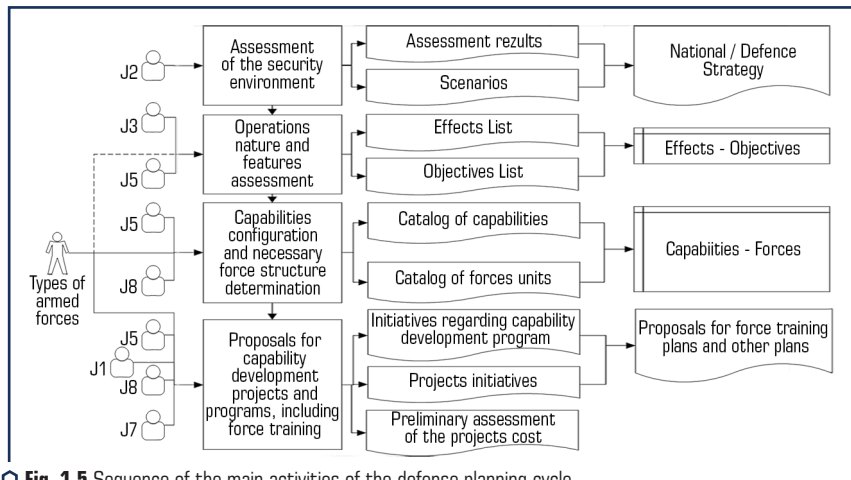 J2
Assessment
of the security
environment
Assessment rezults
Scenarios
National / Defence
Strategy
J3
J5
Operations
nature and
features
assessment
Effects List
Objectives List
Effects - Objectives
J5
J8
Types of
armed
forces
Capabilities
configuration
and necessary
force structure
determination
Catalog of capabilities
Catalog of forces units
Capabiities - Forces
J5
J1
J8
J7
Proposals for
capability
development
projects and
programs, including
force training
Initiatives regarding capability
development program
Projects initiatives
Preliminary assessment
of the projects cost
Proposals for force training
plans and other plans
Fig. 1.5 Sequence of the main activities of the defense planning cycle